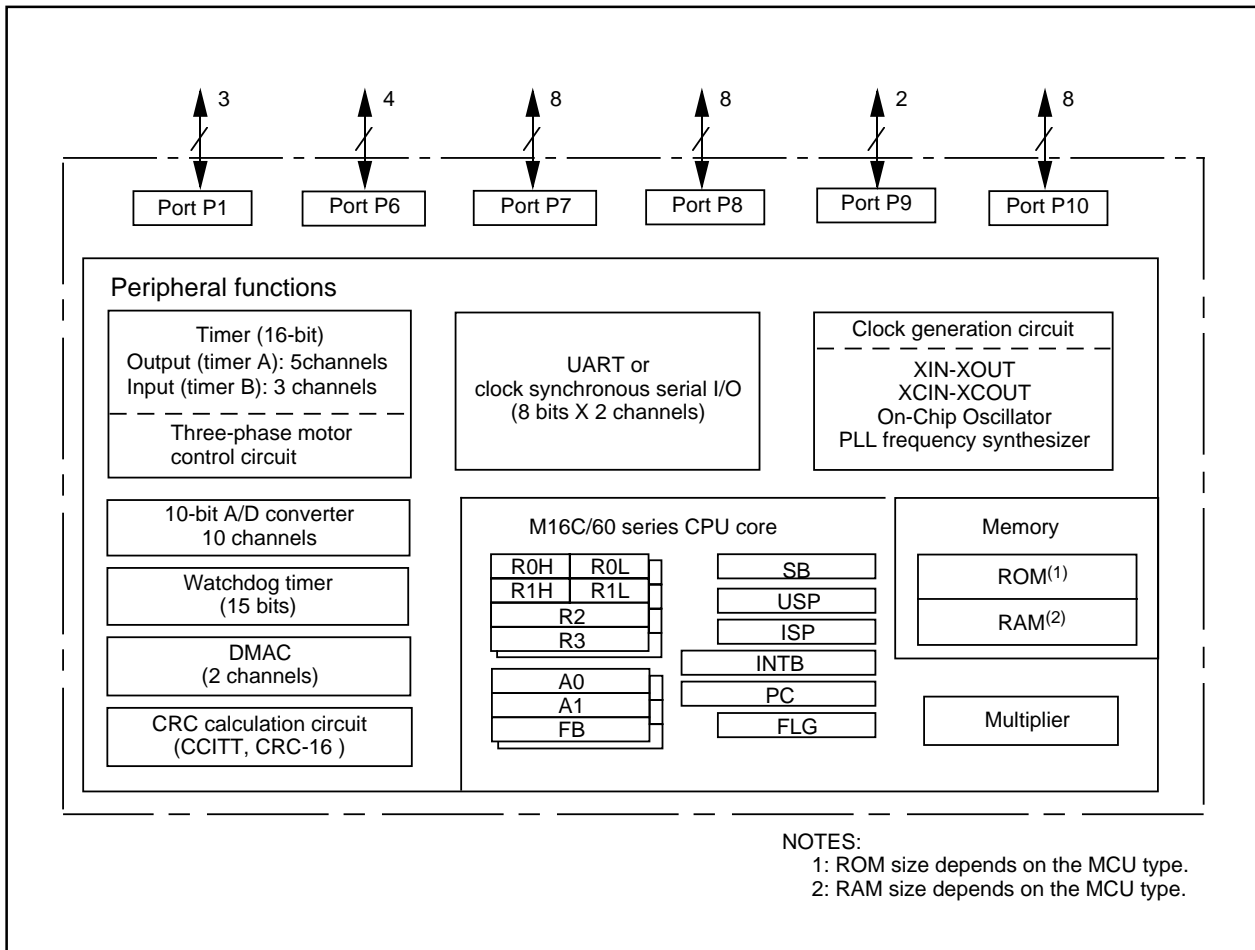 3
4
8
8
2
8
Port P1
Port P6
Port P7
Port P8
Port P9
Port P10
Peripheral functions
Timer (16-bit)
Output (timer A): 5channels
Input (timer B): 3 channels
Three-phase motor
control circuit
UART or
clock synchronous serial I/O
(8 bits X 2 channels)
Clock generation circuit
XIN-XOUT
XCIN-XCOUT
On-Chip Oscillator
PLL frequency synthesizer
10-bit A/D converter
10 channels
Watchdog timer
(15 bits)
DMAC
(2 channels)
CRC calculation circuit
(CCITT, CRC-16 )
M16C/60 series CPU core
R0H
R0L
R1H
R1L
R2
R3
A0
A1
FB
SB
USP
ISP
INTB
PC
FLG
Memory
ROM(1)
RAM(2)
Multiplier
NOTES:
1: ROM size depends on the MCU type.
2: RAM size depends on the MCU type.